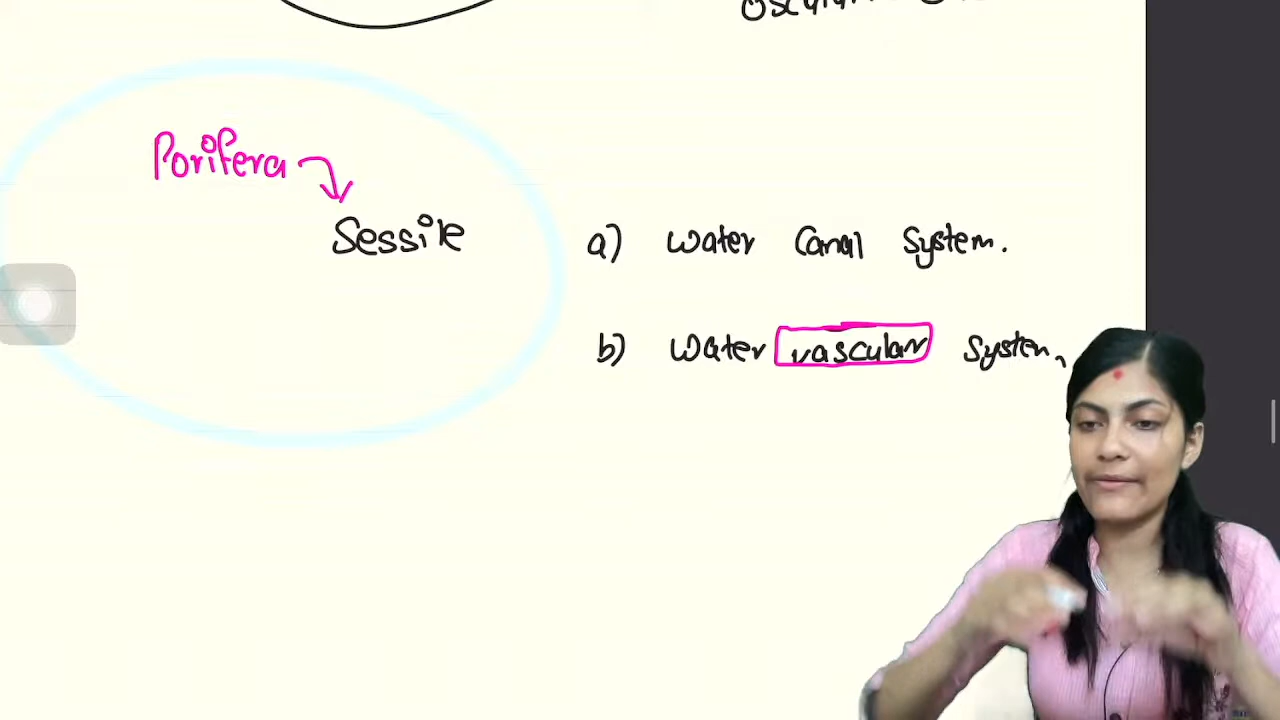 Porifera
Sessile
a) Water Canal System.
b) Water vascular System,